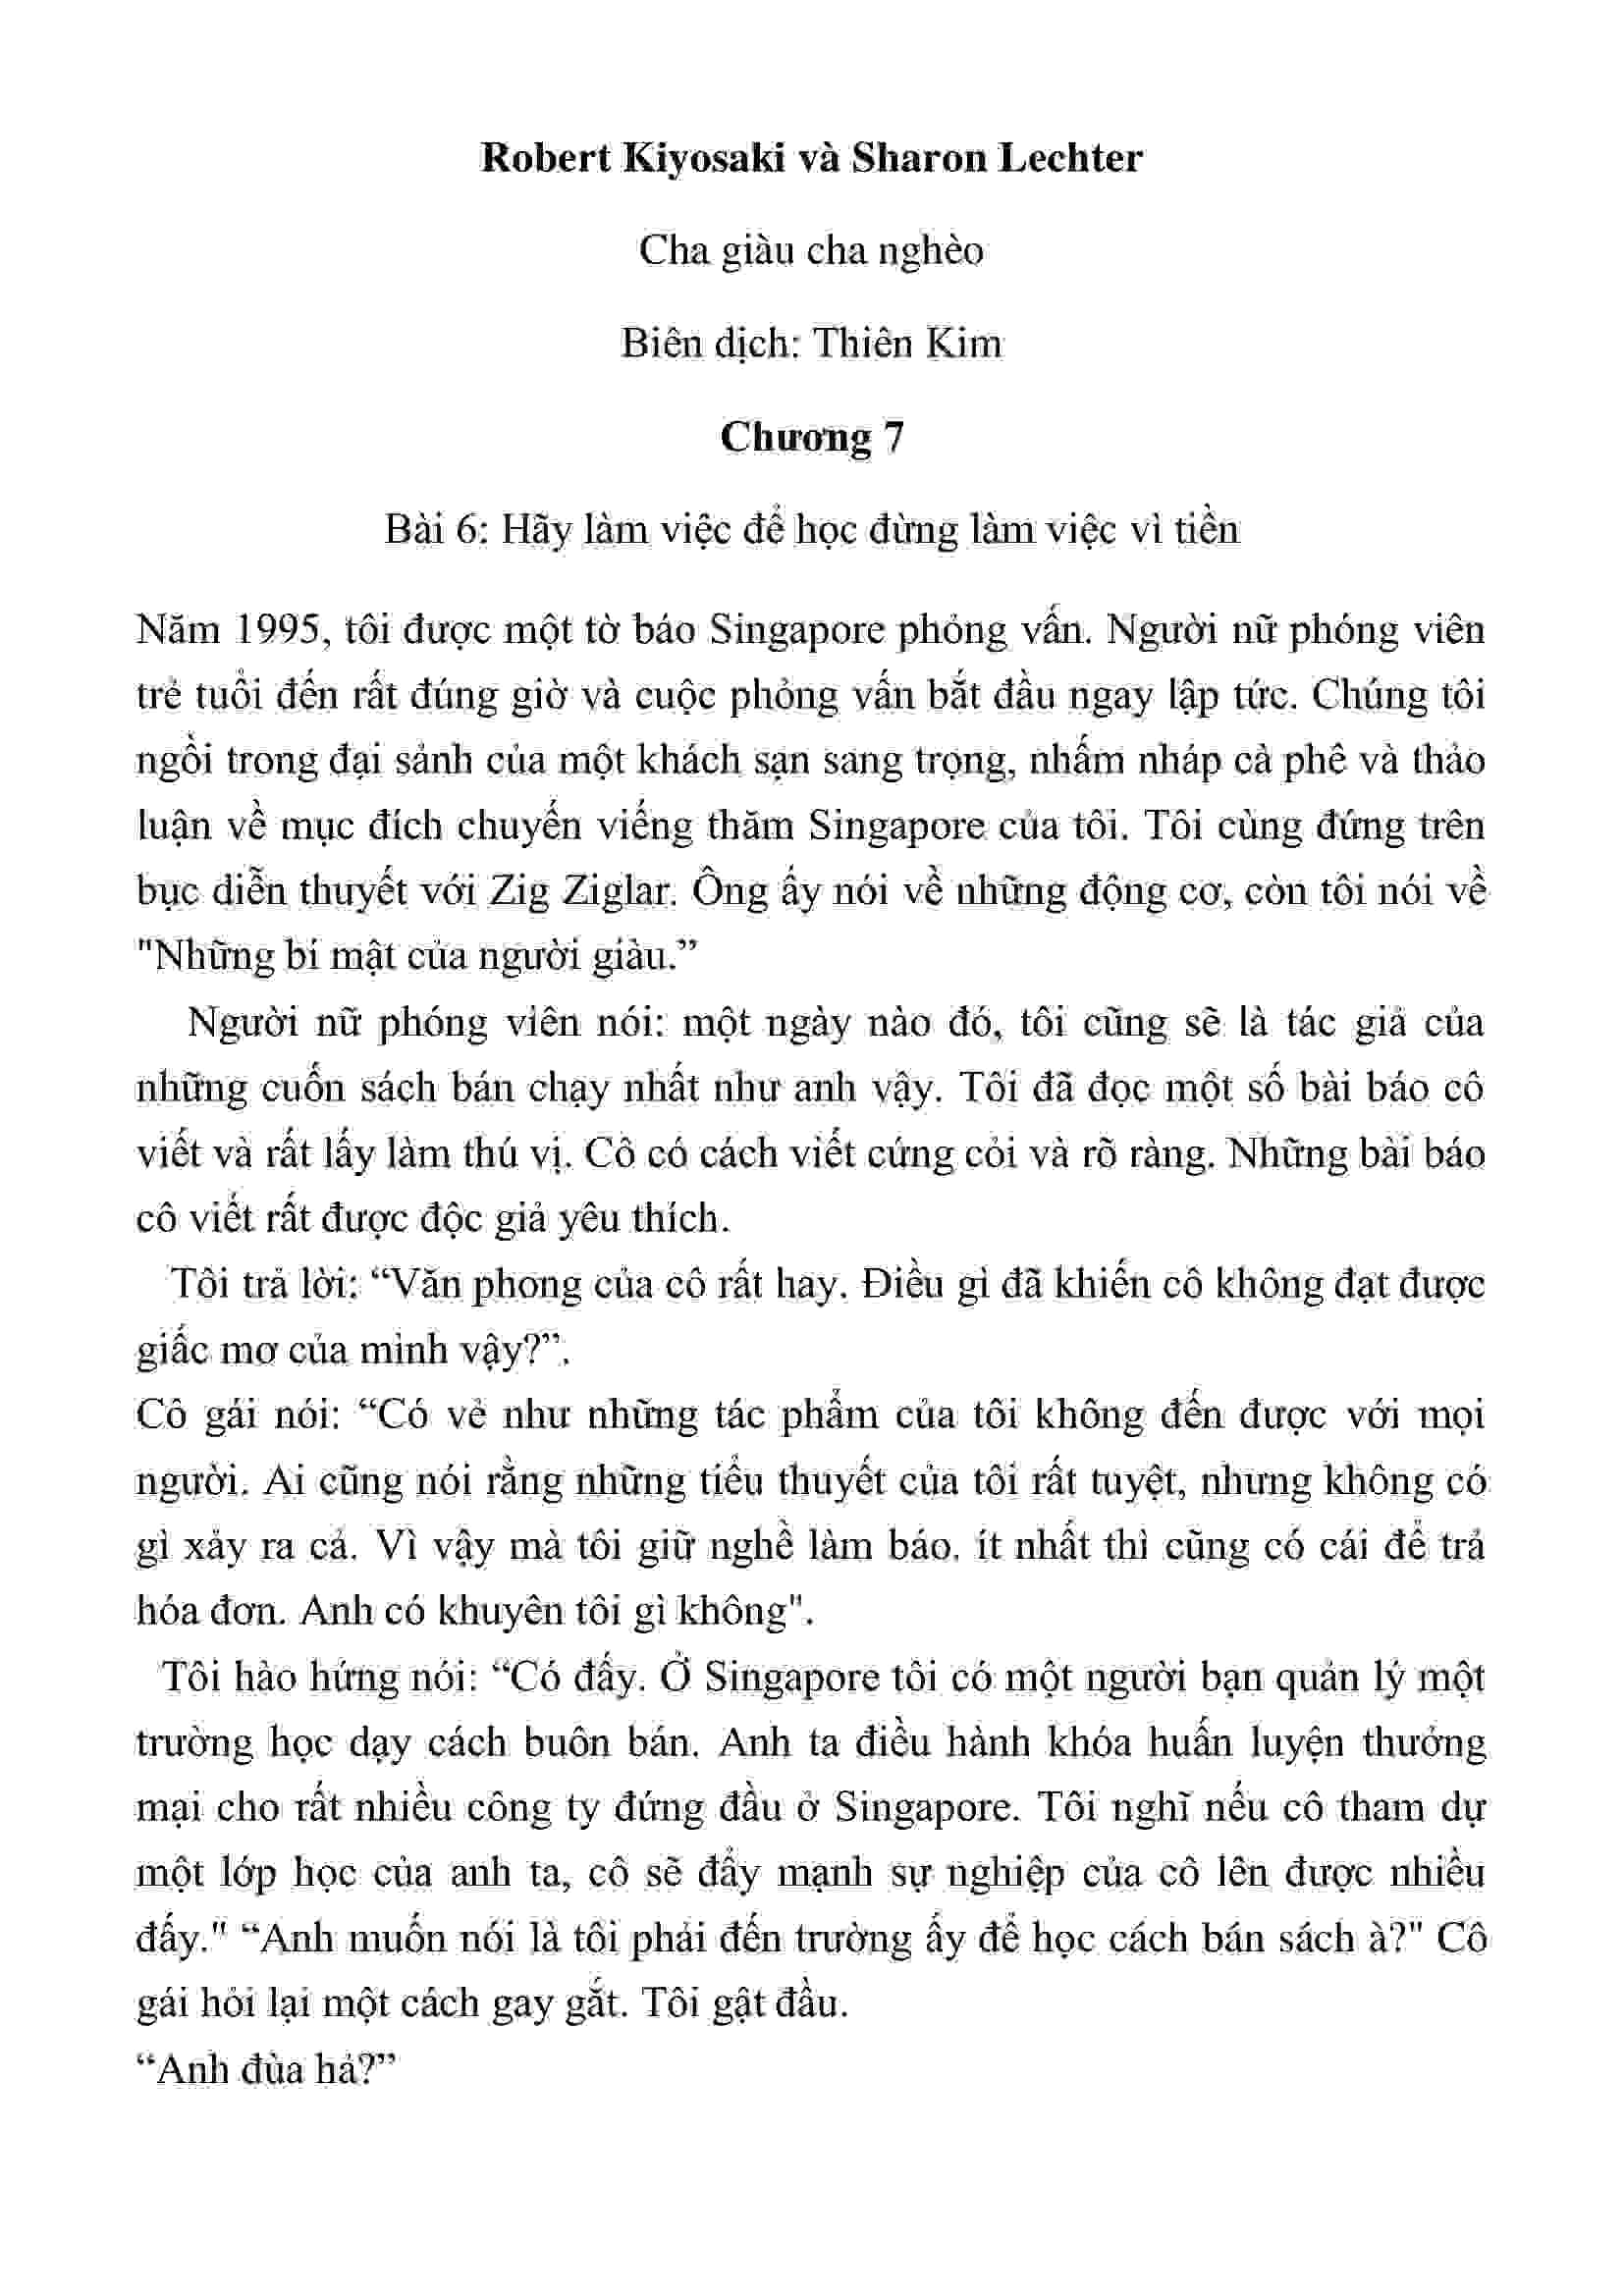 Robert Kiyosaki và Sharon Lechter
Cha giàu cha nghèo
Biên dịch: Thiên Kim
Chương 7
Bài 6: Hãy làm việc để học đừng làm việc vì tiền
Năm 1995, tôi được một tờ báo Singapore phỏng vấn. Người nữ phóng viên
trẻ tuổi đến rất đúng giờ và cuộc phỏng vấn bắt đầu ngay lập tức. Chúng tôi
ngồi trong đại sảnh của một khách sạn sang trọng, nhấm nháp cà phê và thảo
luận về mục đích chuyến viếng thăm Singapore của tôi. Tôi cùng đứng trên
bục diễn thuyết với Zig Ziglar. Ông ấy nói về những động cơ, còn tôi nói về
"Những bí mật của người giàu.”
Người nữ phóng viên nói: một ngày nào đó, tôi cũng sẽ là tác giả của
những cuốn sách bán chạy nhất như anh vậy. Tôi đã đọc một số bài báo cô
viết và rất lấy làm thú vị. Cô có cách viết cứng cỏi và rõ ràng. Những bài báo
cô viết rất được độc giả yêu thích.
Tôi trả lời: “Văn phong của cô rất hay. Điều gì đã khiến cô không đạt được
giấc mơ của mình vậy?”.
Cô gái nói: “Có vẻ như những tác phẩm của tôi không đến được với mọi
người. Ai cũng nói rằng những tiểu thuyết của tôi rất tuyệt, nhưng không có
gì xảy ra cả. Vì vậy mà tôi giữ nghề làm báo. ít nhất thì cũng có cái để trả
hóa đơn. Anh có khuyên tôi gì không".
Tôi hào hứng nói: “Có đấy. Ở Singapore tôi có một người bạn quản lý một
trường học dạy cách buôn bán. Anh ta điều hành khóa huấn luyện thưởng
mại cho rất nhiều công ty đứng đầu ở Singapore. Tôi nghĩ nếu cô tham dự
một lớp học của anh ta, cô sẽ đẩy mạnh sự nghiệp của cô lên được nhiều
đấy." “Anh muốn nói là tôi phải đến trường ấy để học cách bán sách à?" Cô
gái hỏi lại một cách gay gắt. Tôi gật đầu.
“Anh đùa hả?”